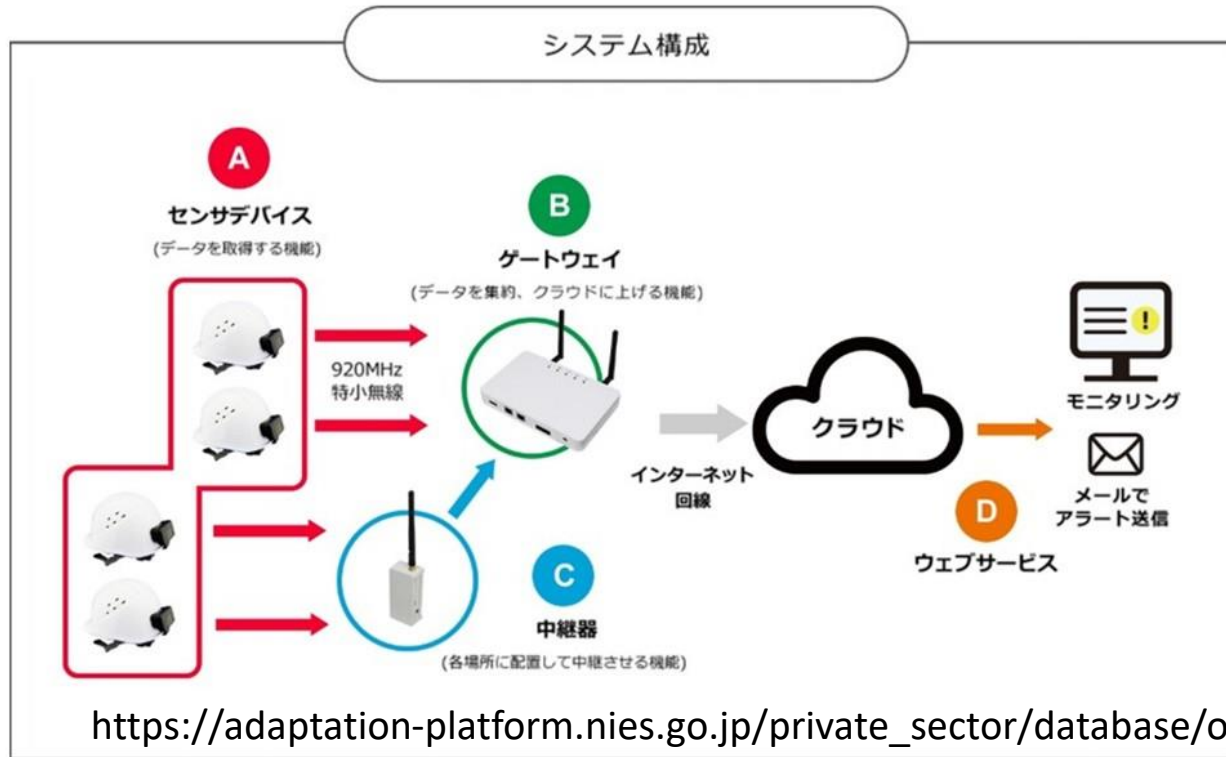 システム構成
A
センサデバイス
(データを取得する機能)
B
ゲートウェイ
(データを集約、クラウドに上げる機能)
920MHz
特小無線
インターネット
回線
クラウド
!
モニタリング
メールで
アラート送信
D
ウェブサービス
C
中継器
(各場所に配置して中継させる機能)
https://adaptation-platform.nies.go.jp/private_sector/database/o